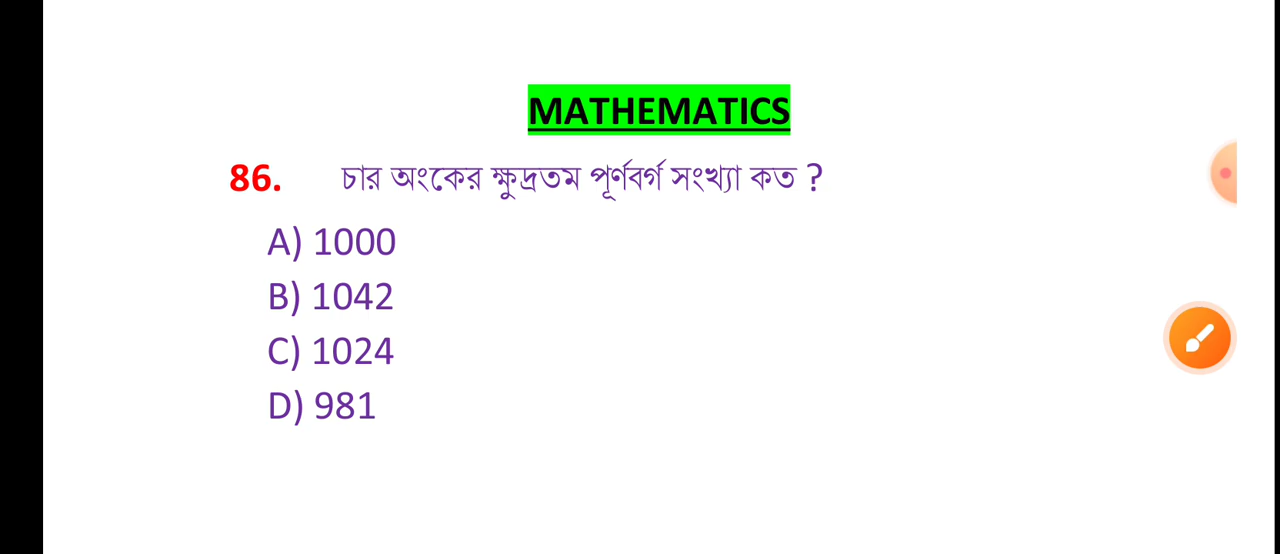 MATHEMATICS
86. চার অংকের ক্ষুদ্রতম পূর্ণবর্গ সংখ্যা কত ?
A) 1000
B) 1042
C) 1024
D) 981